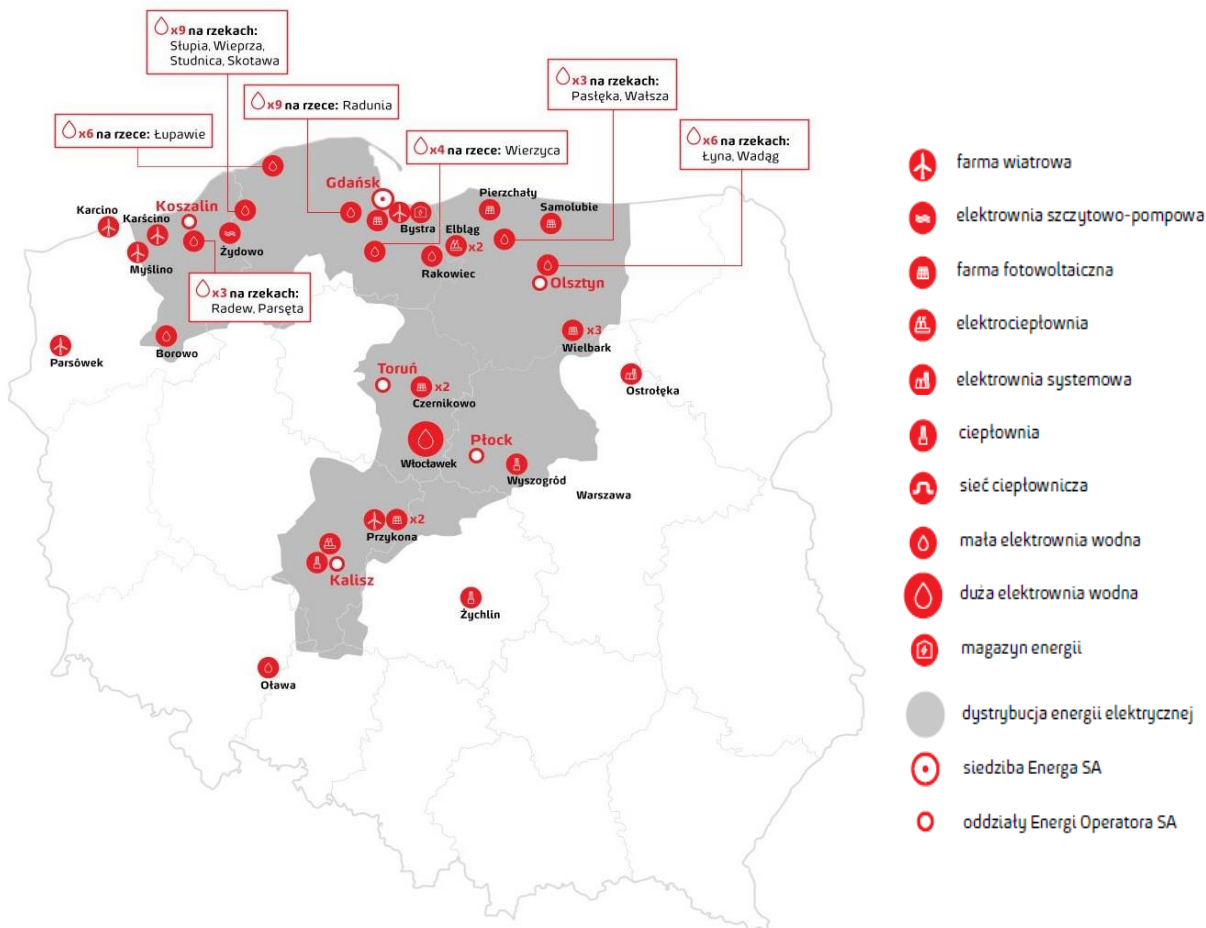 x9 na rzekach:
Słupia, Wieprza,
Studnica, Skotawa
x9 na rzece: Radunia
x3 na rzekach:
Pasłęka, Wałsza
x6 na rzece: Łupawie
x4 na rzece: Wierzyca
x6 na rzekach:
Łyna, Wadąg
Gdańsk
Koszalin
Karcino
Karścino
Myślino
Żydowo
Bystra
Elbląg
x2
Pierzchały
Samolubie
Rakowiec
Olsztyn
x3 na rzekach:
Radew, Parsęta
Parsówek
Borowo
x3
Wielbark
Ostrołęka
Toruń
x2
Czernikowo
Włocławek
Płock
Wyszogród
Warszawa
x2
Przykona
Kalisz
Żychlin
Oława
farma wiatrowa
elektrownia szczytowo-pompowa
farma fotowoltaiczna
elektrociepłownia
elektrownia systemowa
ciepłownia
sieć ciepłownicza
mała elektrownia wodna
duża elektrownia wodna
magazyn energii
dystrybucja energii elektrycznej
siedziba Energa SA
oddziały Energi Operatora SA